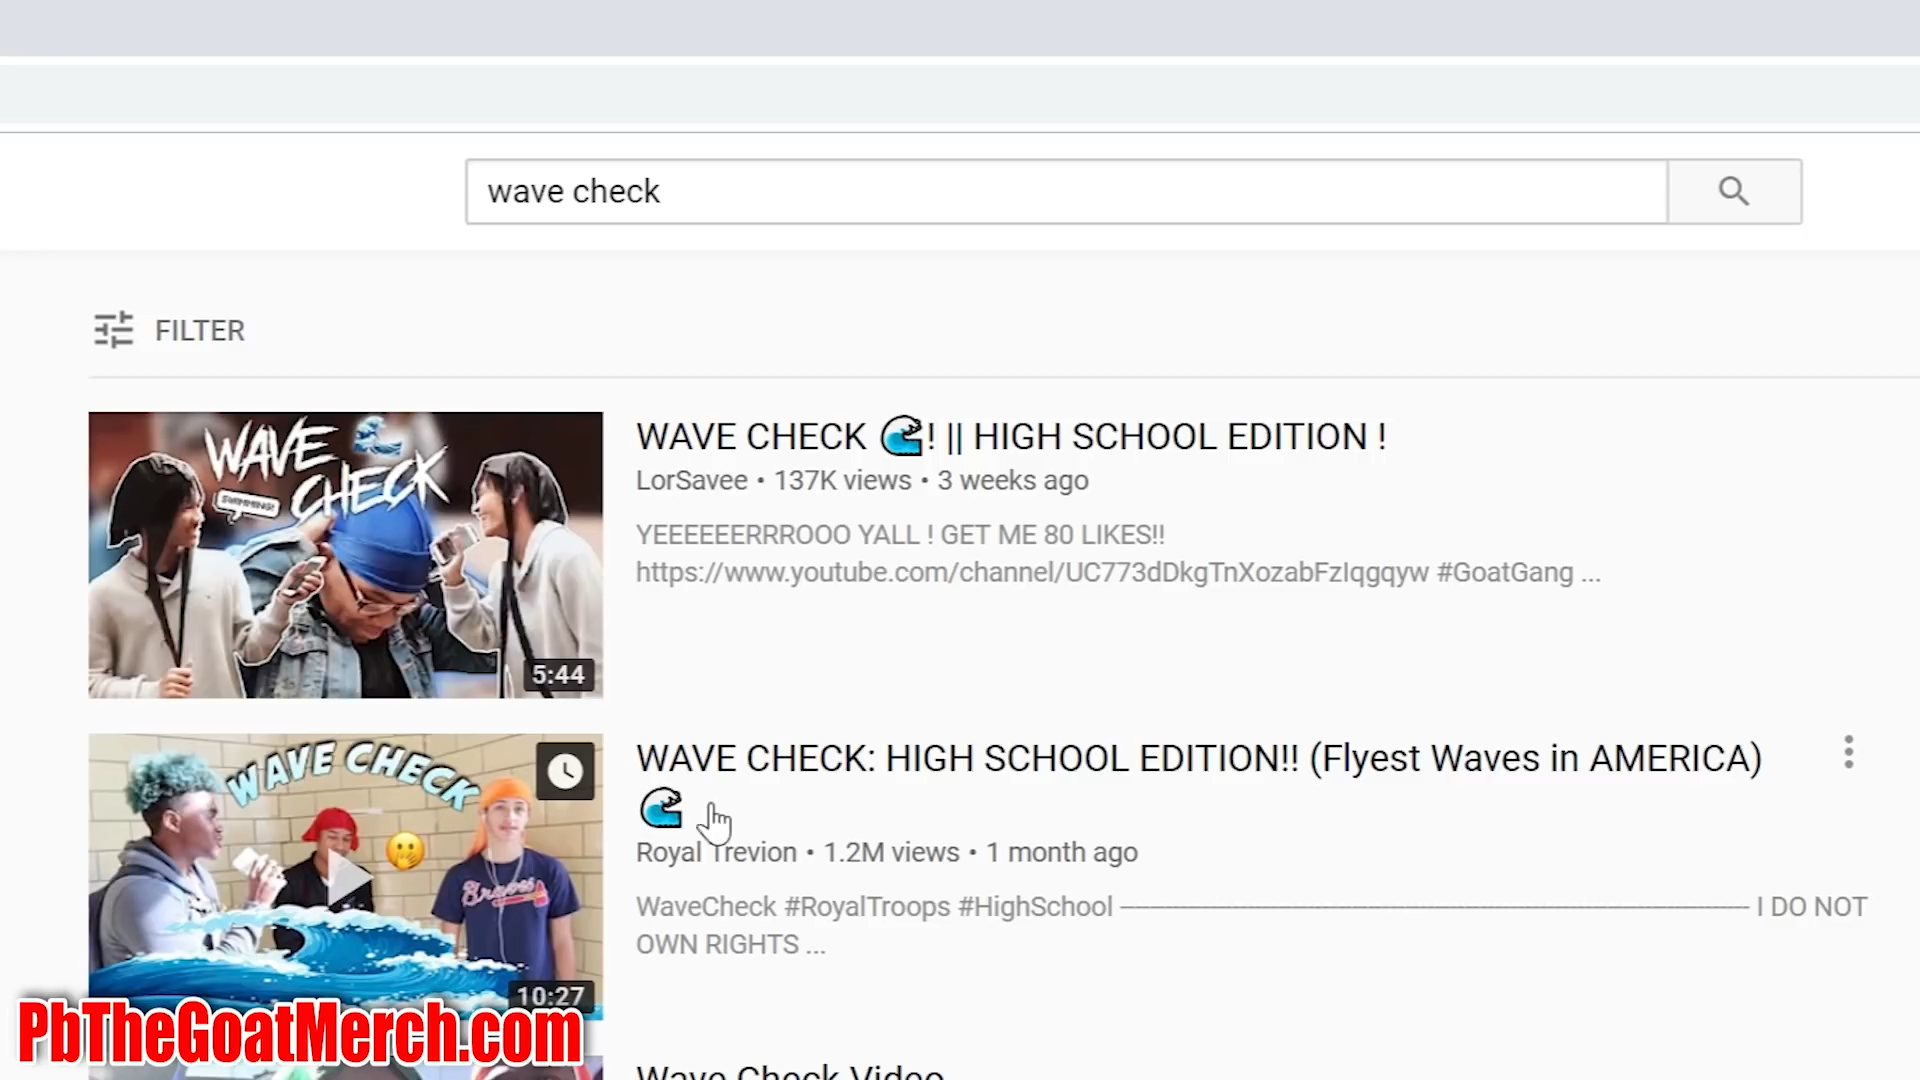 wave check
FILTER
WAVE CHECK
SWIMMING!
5:44
WAVE CHECK 🌊! || HIGH SCHOOL EDITION !
LorSavee • 137K views • 3 weeks ago
YEEEEEERRROOO YALL ! GET ME 80 LIKES!!
https://www.youtube.com/channel/UC773dDkgTnXozabFzIqgqyw #GoatGang ...
WAVE CHECK
Braves
10:27
WAVE CHECK: HIGH SCHOOL EDITION!! (Flyest Waves in AMERICA)
🌊
Royal Trevion • 1.2M views • 1 month ago
WaveCheck #RoyalTroops #HighSchool ---------- I DO NOT
OWN RIGHTS ...
PbTheGoatMerch.com
Wave Check Video